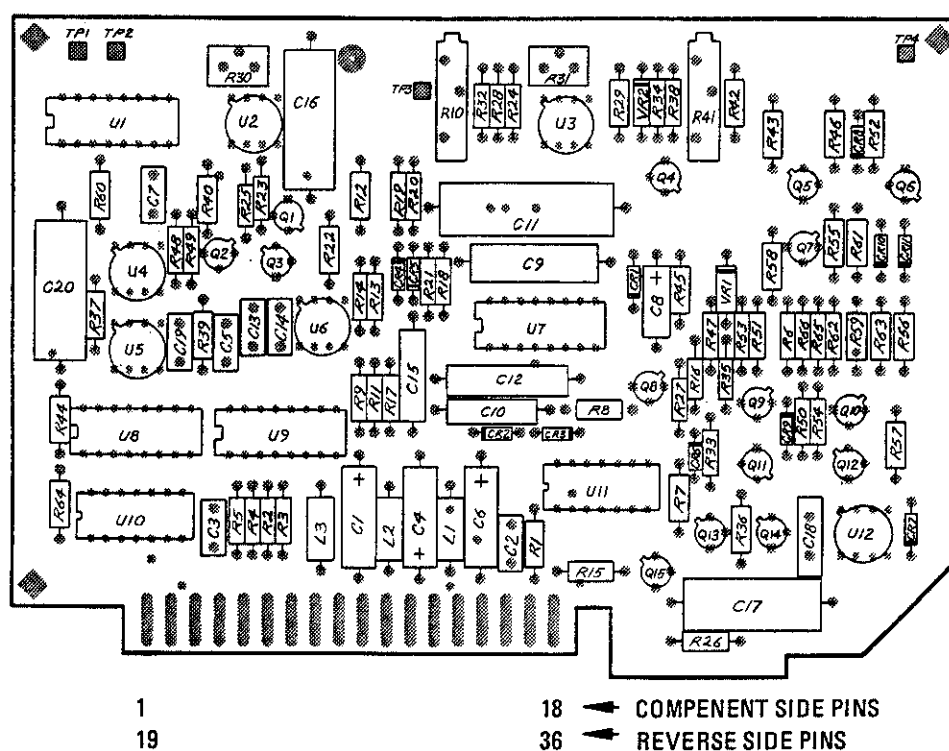 TP1 TP2 TP4
R30 C16 TP3 R10 R32 R28 R24 R31 R29 VR2 R34 R38 R41 R42
U1 U2 U3 R43 R46 R52
R60 C7 R40 R25 R23 Q1 R12 R19 R20 C11 Q4 Q5 Q6
C20 R37 U4 R48 R49 Q2 Q3 R22 R14 R13 R21 R18 C9 CR1 C8 + R45 VR1 R58 Q7 R55 R61
U5 C19 R39 C5 C13 C14 U6 C15 U7 R47 R53 R51 R6 R66 R65 R62 R59 R63 R56
R9 R11 R17 C12 Q8 R27 R16 R35
R44 U8 U9 C10 R8 Q9 R50 R54 Q10
CR2 CR3 R33 Q11 Q12 R57
R64 U10 C3 R5 R4 R2 R3 L3 C1 + L2 C4 + L1 C6 + C2 R1 U11 R7 Q13 R36 Q14 C18 U12
R15 Q15 C17
R26
1 18 COMPENENT SIDE PINS
19 36 REVERSE SIDE PINS